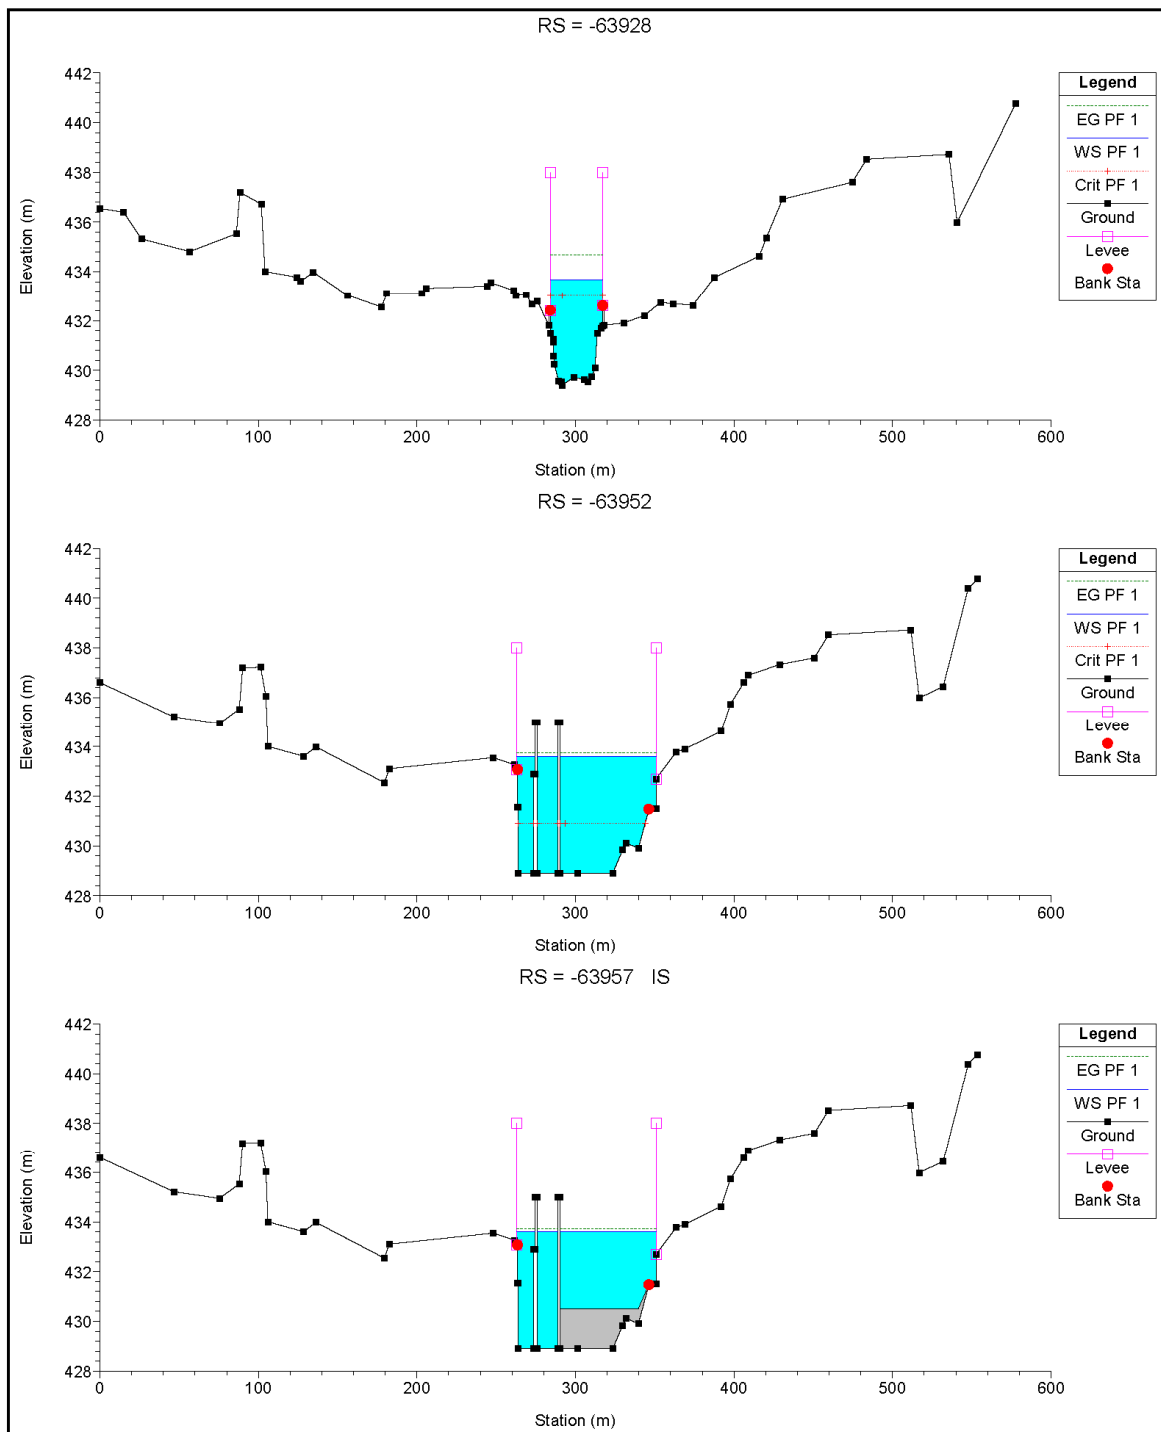 RS = -63928
442
440
438
436
434
432
430
428
Elevation (m)
0
100
200
300
400
500
600
Station (m)
Legend
EG PF 1
WS PF 1
Crit PF 1
Ground
Levee
Bank Sta
RS = -63952
442
440
438
436
434
432
430
428
Elevation (m)
0
100
200
300
400
500
600
Station (m)
Legend
EG PF 1
WS PF 1
Crit PF 1
Ground
Levee
Bank Sta
RS = -63957 IS
442
440
438
436
434
432
430
428
Elevation (m)
0
100
200
300
400
500
600
Station (m)
Legend
EG PF 1
WS PF 1
Ground
Levee
Bank Sta